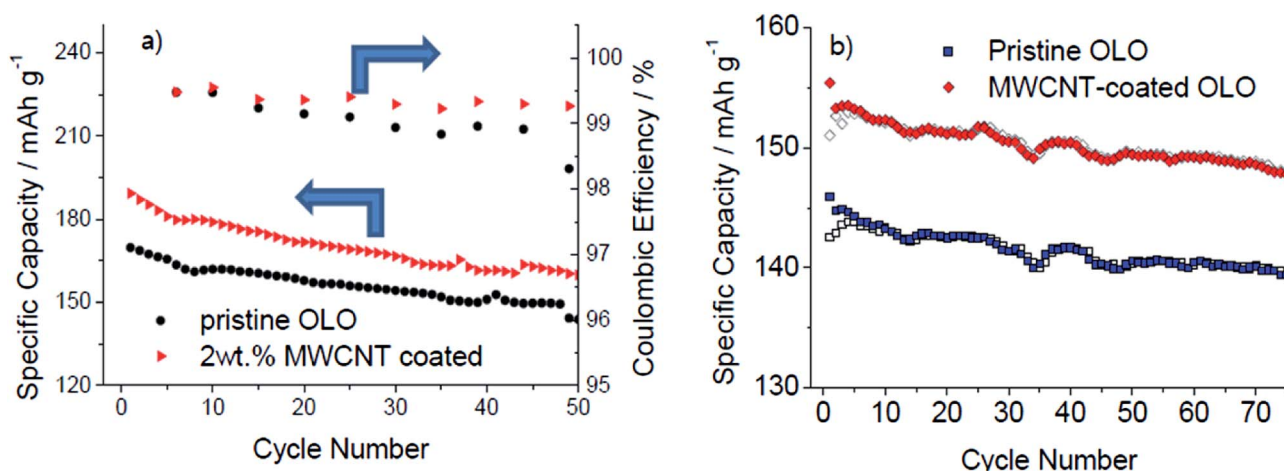 a)
Specific Capacity / mAh g⁻¹
240
210
180
150
120
100
99
98
97
96
95
Coulombic Efficiency / %
pristine OLO
2wt.% MWCNT coated
0 10 20 30 40 50
Cycle Number
b)
Specific Capacity / mAh g⁻¹
160
150
140
130
Pristine OLO
MWCNT-coated OLO
0 10 20 30 40 50 60 70
Cycle Number